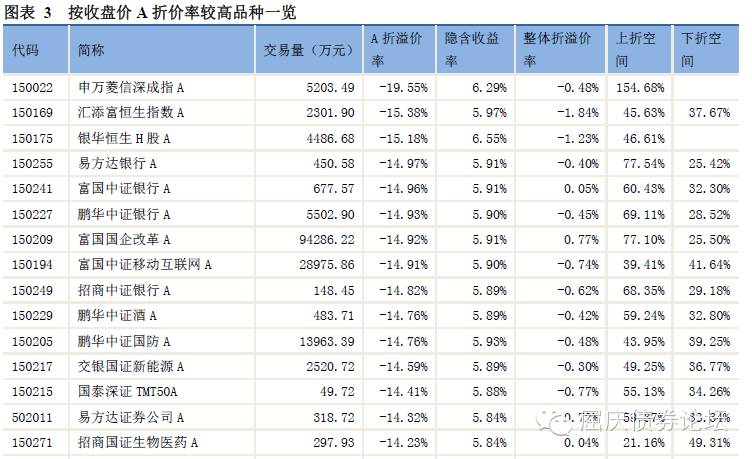 图表 3 按收盘价 A 折价率较高品种一览
代码 简称 交易量（万元） A 折溢价率 隐含收益率 整体折溢价率 上折空间 下折空间
150022 申万菱信深成指 A 5203.49 -19.55% 6.29% -0.48% 154.68%
150169 汇添富恒生指数 A 2301.90 -15.38% 5.97% -1.84% 45.63% 37.67%
150175 银华恒生 H 股 A 4486.68 -15.18% 6.55% -1.23% 46.61%
150255 易方达银行 A 450.58 -14.97% 5.91% -0.40% 77.54% 25.42%
150241 富国中证银行 A 677.57 -14.96% 5.91% 0.05% 60.43% 32.30%
150227 鹏华中证银行 A 5502.90 -14.93% 5.90% -0.45% 69.11% 28.52%
150209 富国国企改革 A 94286.22 -14.92% 5.91% 0.77% 77.10% 25.50%
150194 富国中证移动互联网 A 28975.86 -14.91% 5.90% -0.74% 39.41% 41.64%
150249 招商中证银行 A 148.45 -14.82% 5.89% -0.62% 68.35% 29.18%
150229 鹏华中证酒 A 483.71 -14.76% 5.89% -0.42% 59.24% 32.80%
150205 鹏华中证国防 A 13963.39 -14.76% 5.93% -0.48% 43.95% 39.25%
150217 交银国证新能源 A 2520.72 -14.59% 5.89% -0.30% 49.25% 36.77%
150215 国泰深证 TMT50A 49.72 -14.41% 5.88% -0.77% 55.13% 34.26%
502011 易方达证券公司 A 318.72 -14.32% 5.84%
150271 招商国证生物医药 A 297.93 -14.23% 5.84% 0.04% 21.16% 49.31%
屈庆债券论坛